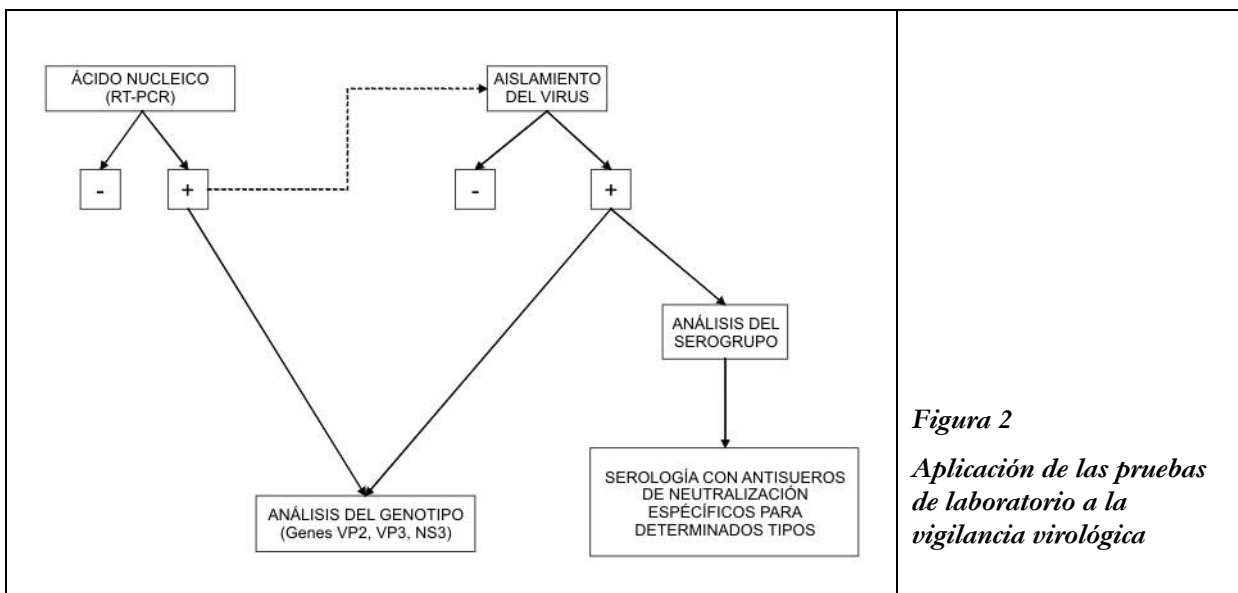 ÁCIDO NUCLEICO
(RT-PCR)
AISLAMIENTO
DEL VIRUS
-
+
-
+
ANÁLISIS DEL
SEROGRUPO
ANÁLISIS DEL GENOTIPO
(Genes VP2, VP3, NS3)
SEROLOGÍA CON ANTISUEROS
DE NEUTRALIZACIÓN
ESPÉCÍFICOS PARA
DETERMINADOS TIPOS
Figura 2
Aplicación de las pruebas
de laboratorio a la
vigilancia virológica